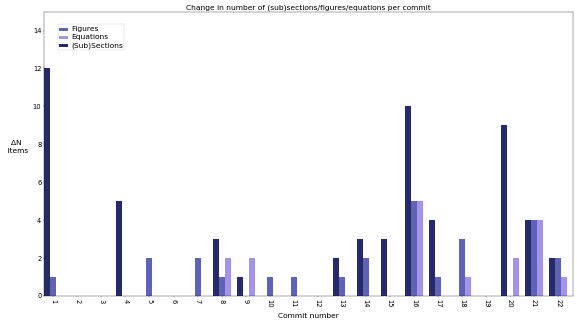 Change in number of (sub)sections/figures/equations per commit
14
12
10
8
6
4
2
0
ΔN
items
Figures
Equations
(Sub)Sections
1 2 3 4 5 6 7 8 9 10 11 12 13 14 15 16 17 18 19 20 21 22
Commit number